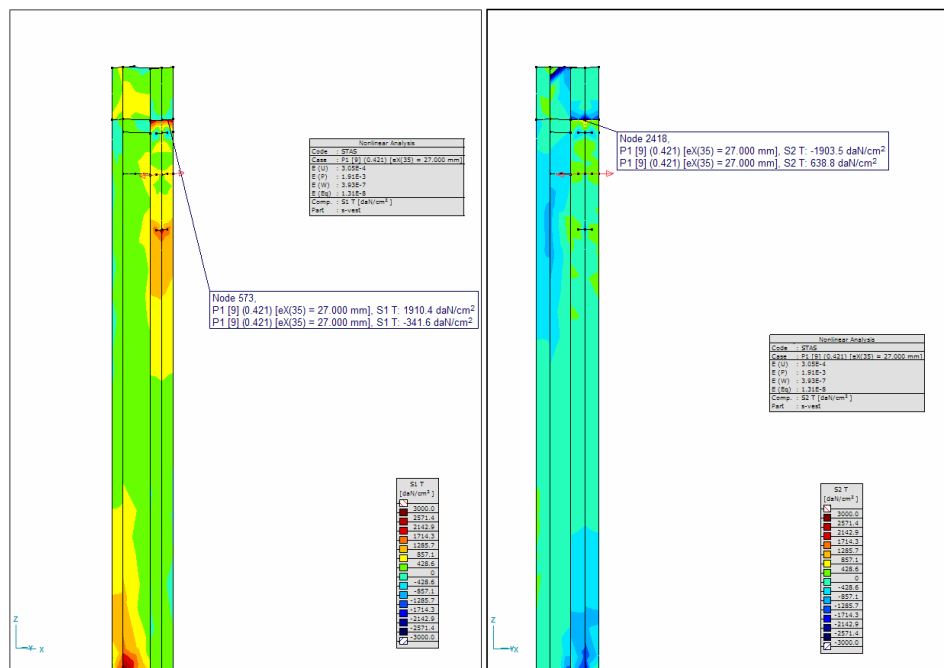 Nonlinear Analysis
Code : STAS
Case : P1 [9] (0.421) [eX(35) = 27.000 mm]
E (U) : 3.05E-4
E (P) : 1.91E-3
E (W) : 3.93E-7
E (Eq) : 1.31E-8
Comp. : S1 T [daN/cm²]
Part : s-vest
Node 573,
P1 [9] (0.421) [eX(35) = 27.000 mm], S1 T: 1910.4 daN/cm²
P1 [9] (0.421) [eX(35) = 27.000 mm], S1 T: -341.6 daN/cm²
S1 T
[daN/cm²]
3000.0
2571.4
2142.9
1714.3
1285.7
857.1
428.6
0
-428.6
-857.1
-1285.7
-1714.3
-2142.9
-2571.4
-3000.0
Z
Y X
Node 2418,
P1 [9] (0.421) [eX(35) = 27.000 mm], S2 T: -1903.5 daN/cm²
P1 [9] (0.421) [eX(35) = 27.000 mm], S2 T: 638.8 daN/cm²
Nonlinear Analysis
Code : STAS
Case : P1 [9] (0.421) [eX(35) = 27.000 mm]
E (U) : 3.05E-4
E (P) : 1.91E-3
E (W) : 3.93E-7
E (Eq) : 1.31E-8
Comp. : S2 T [daN/cm²]
Part : s-vest
S2 T
[daN/cm²]
3000.0
2571.4
2142.9
1714.3
1285.7
857.1
428.6
0
-428.6
-857.1
-1285.7
-1714.3
-2142.9
-2571.4
-3000.0
Z
YX